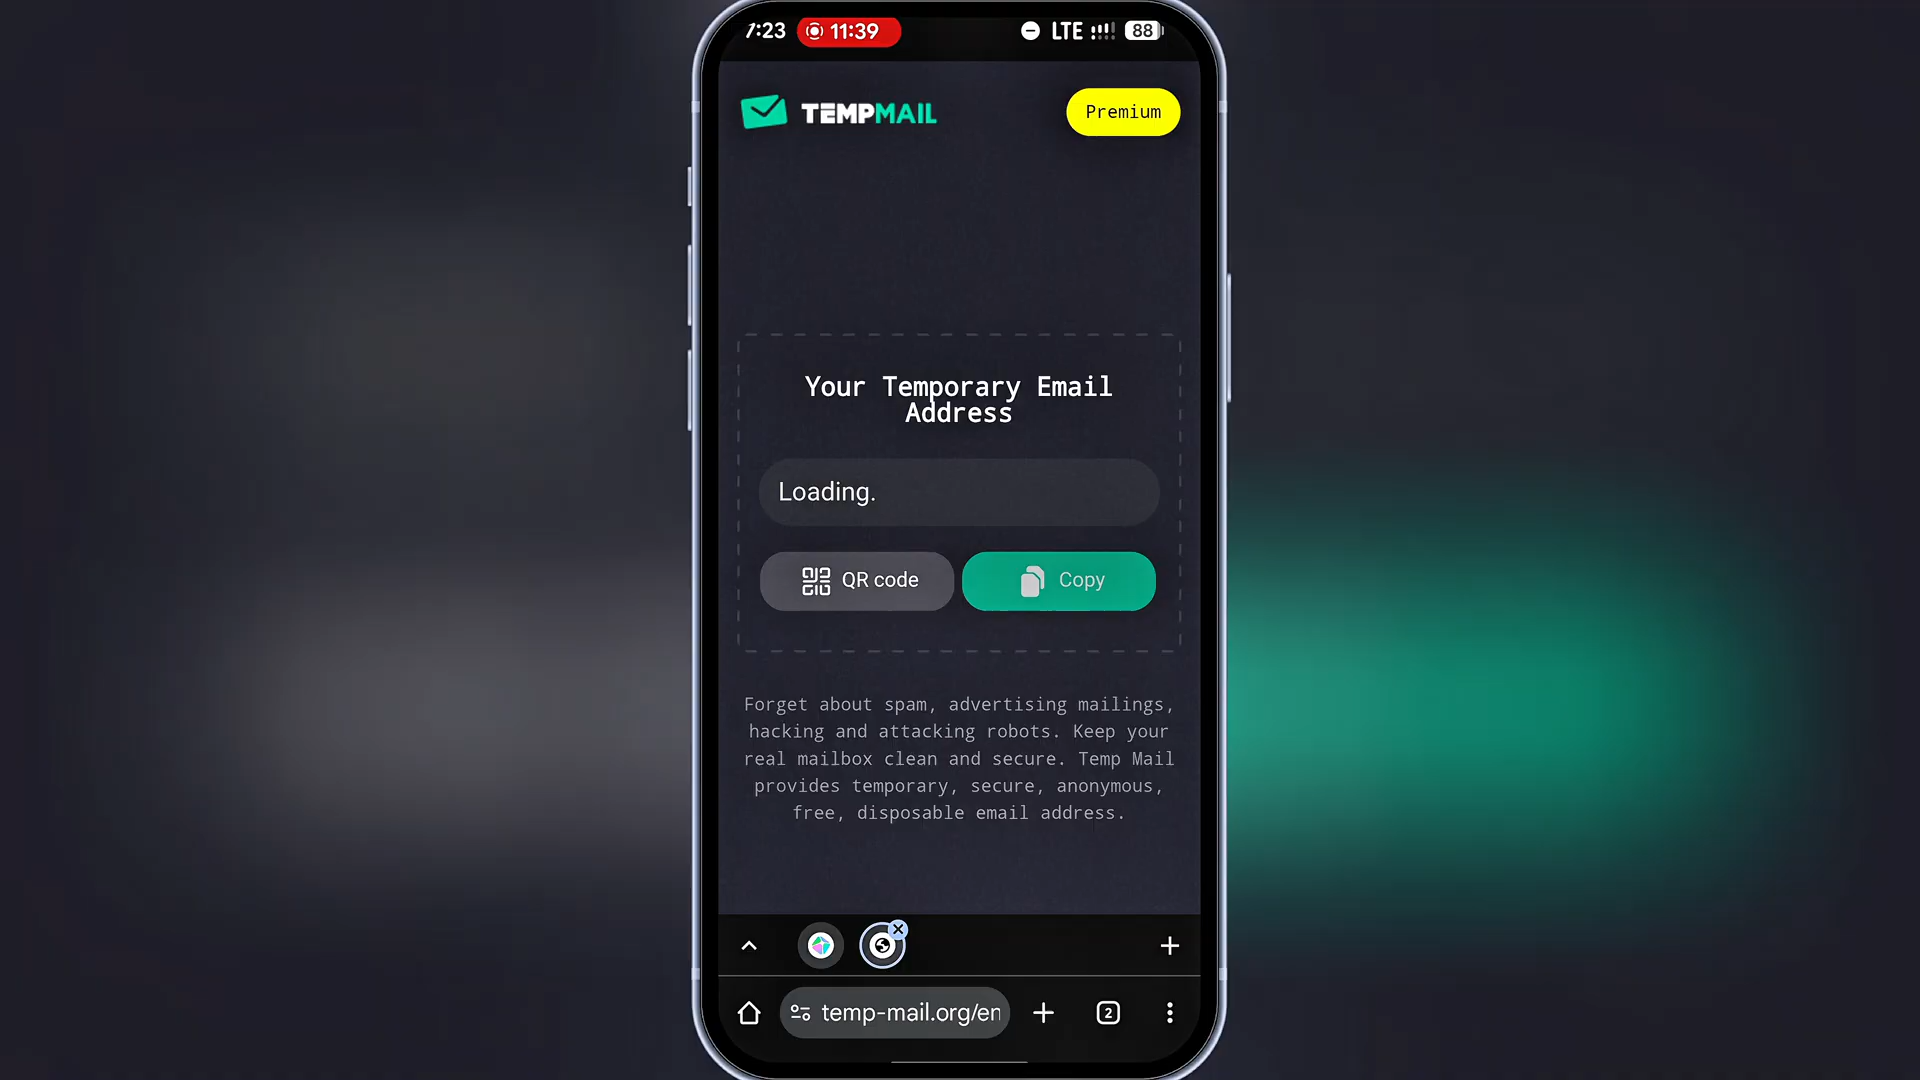 7:23
11:39
LTE
88
TEMPMAIL
Premium
Your Temporary Email
Address
Loading.
QR code
Copy
Forget about spam, advertising mailings,
hacking and attacking robots. Keep your
real mailbox clean and secure. Temp Mail
provides temporary, secure, anonymous,
free, disposable email address.
temp-mail.org/en
2